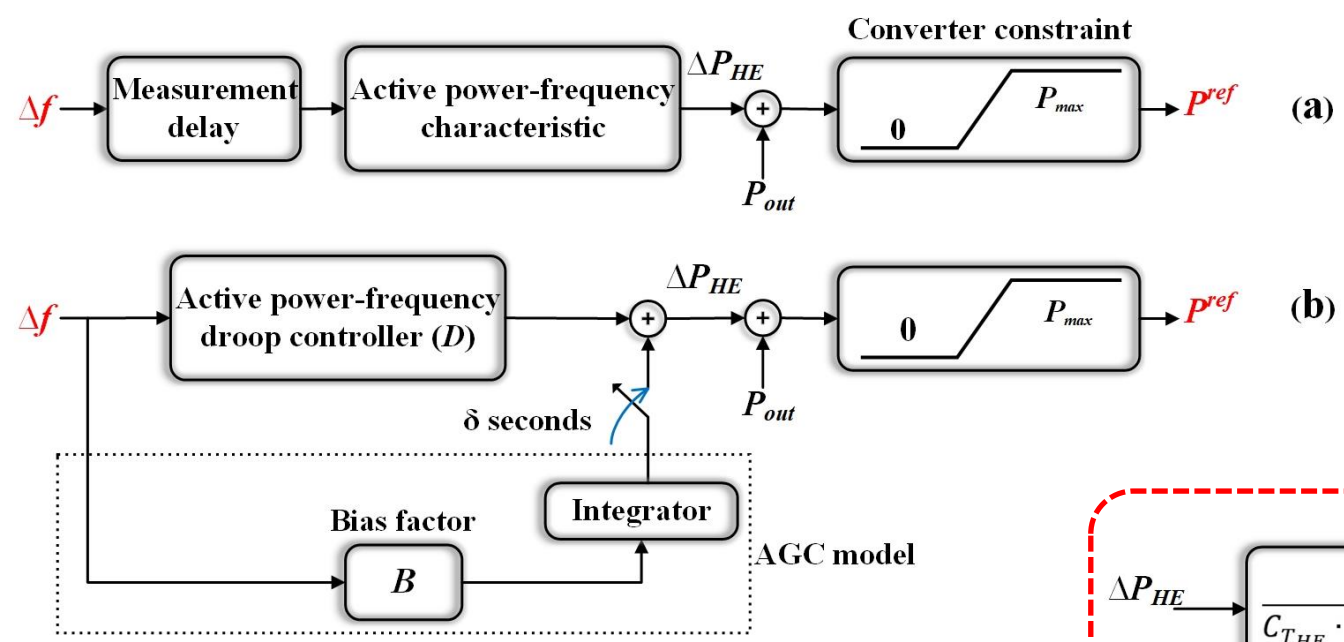 Converter constraint
Δf
Measurement
delay
Active power-frequency
characteristic
ΔP_HE
+
P_out
0
P_max
P^ref
(a)
Δf
Active power-frequency
droop controller (D)
+
ΔP_HE
+
P_out
0
P_max
P^ref
(b)
δ seconds
Integrator
Bias factor
B
AGC model
ΔP_HE
C_T_HE ·